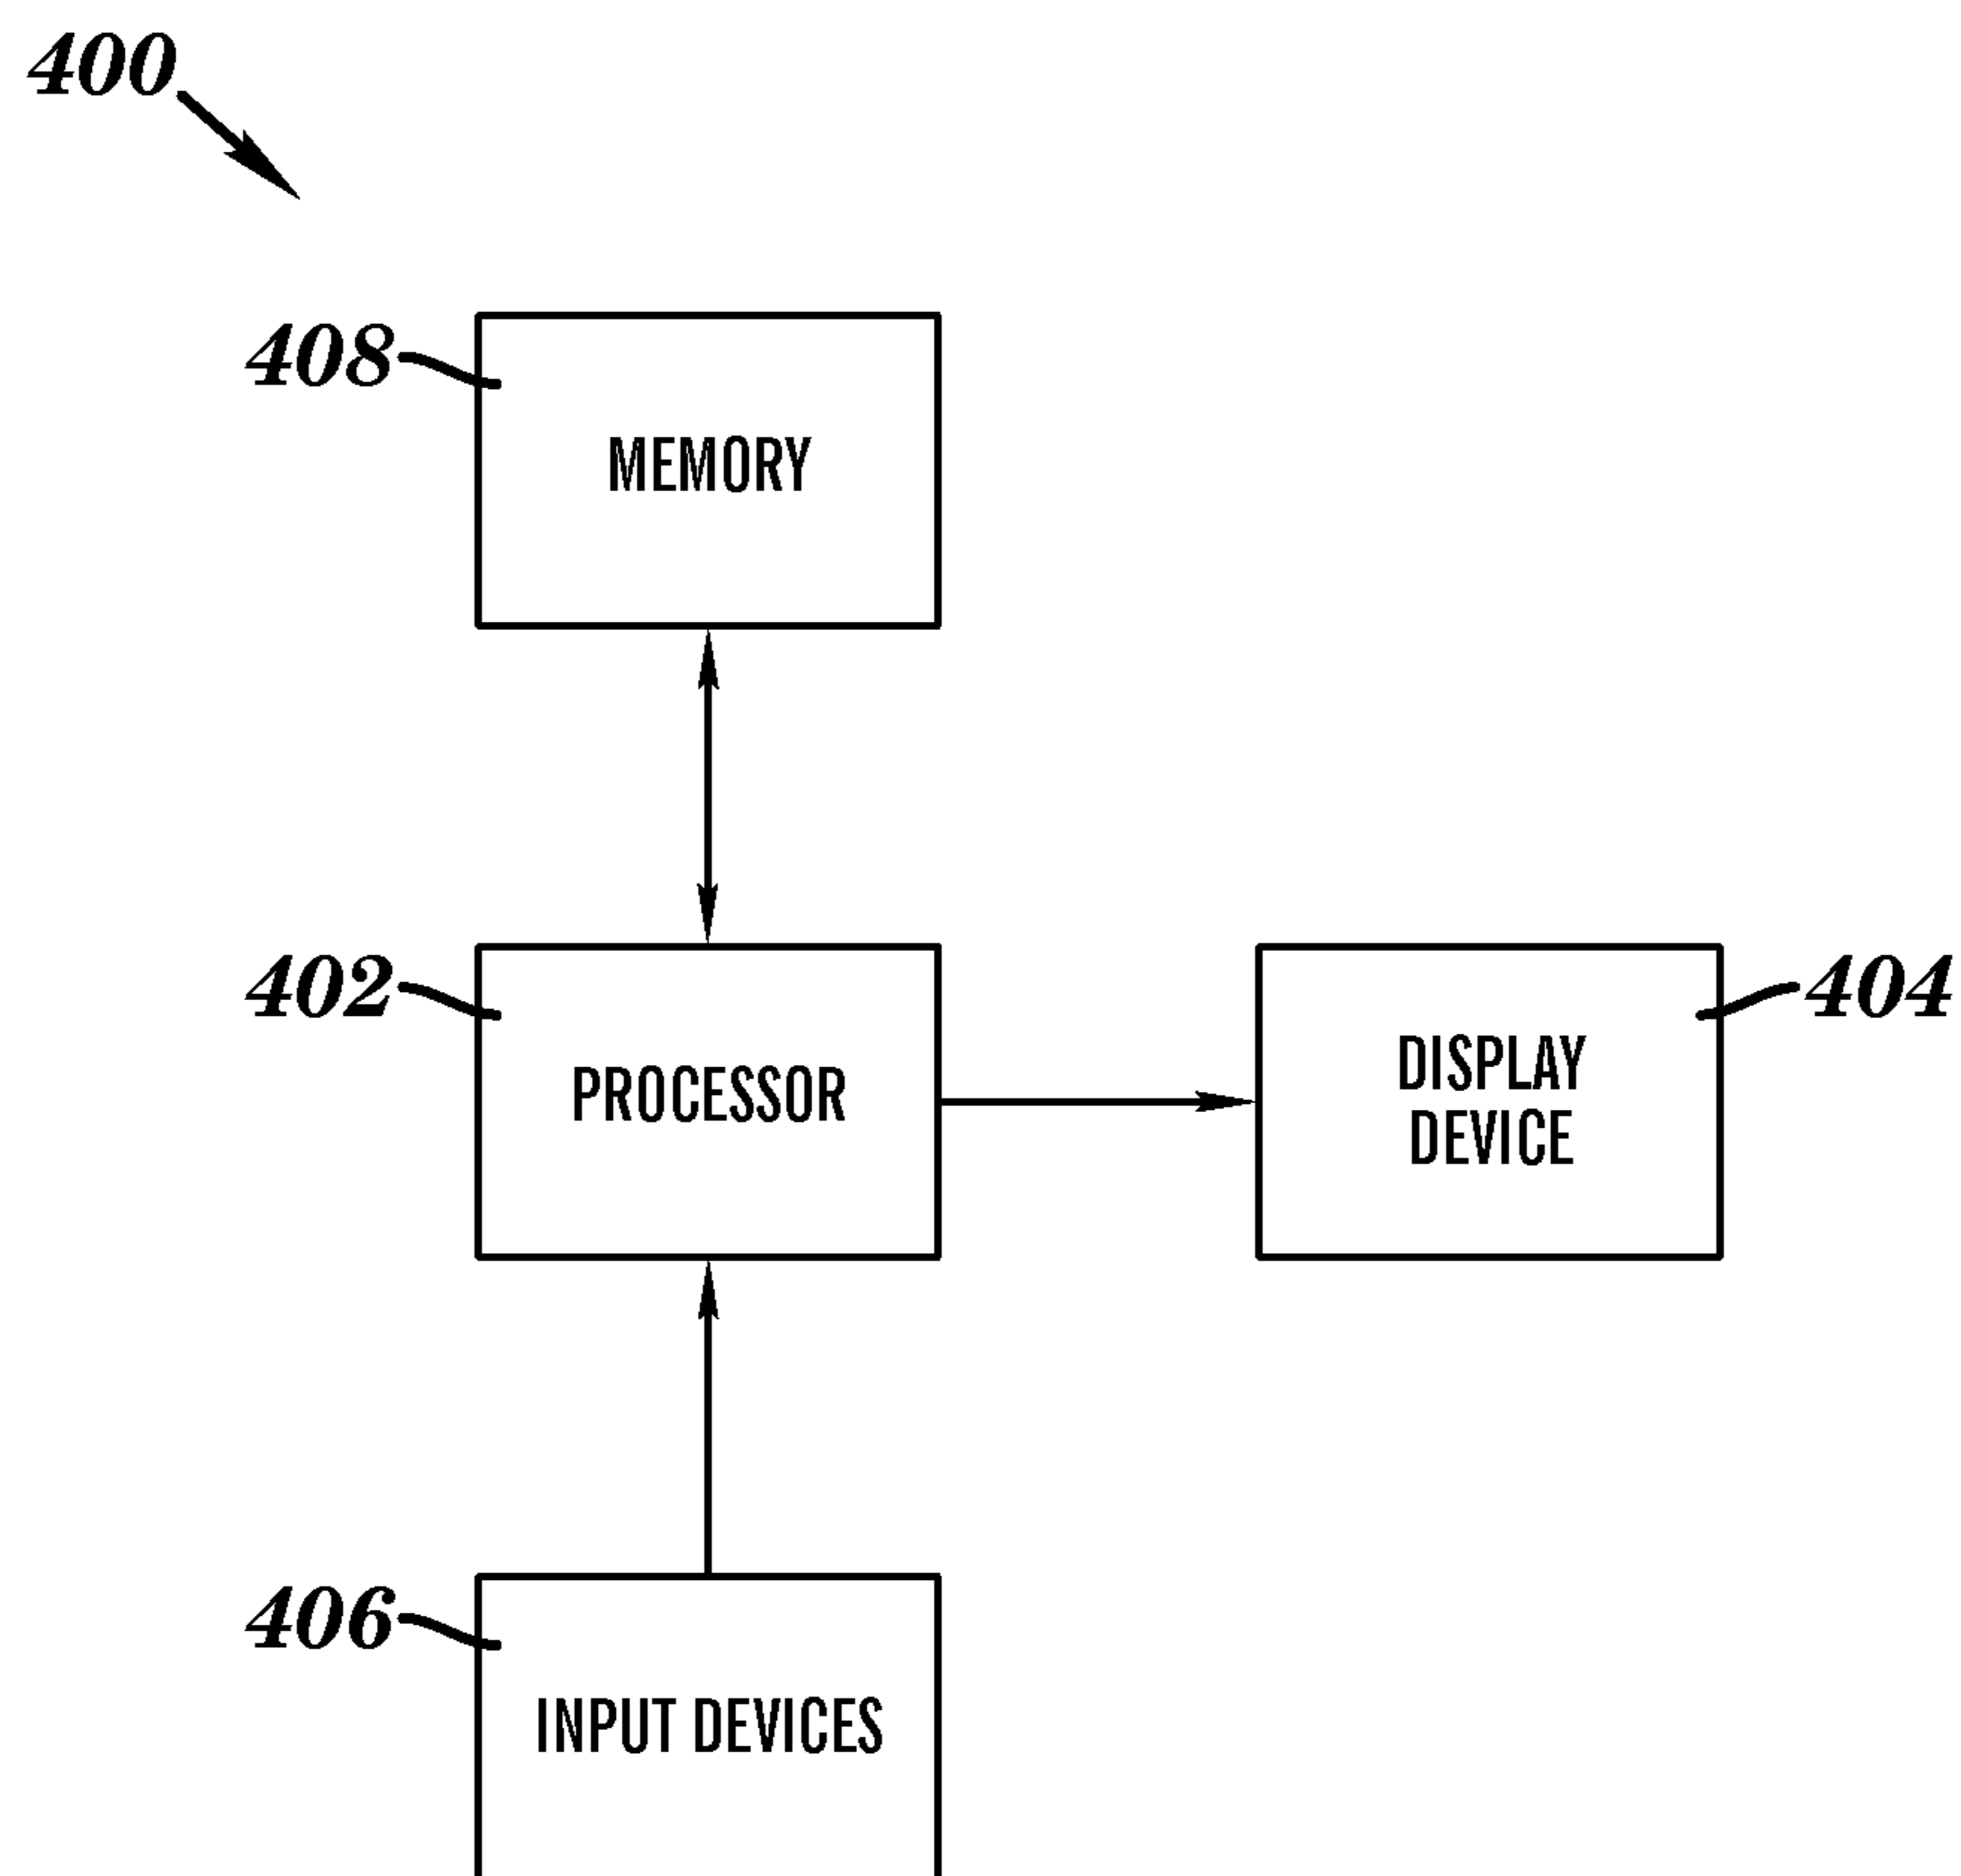 400
408
MEMORY
402
404
PROCESSOR
DISPLAY
DEVICE
406
INPUT DEVICES